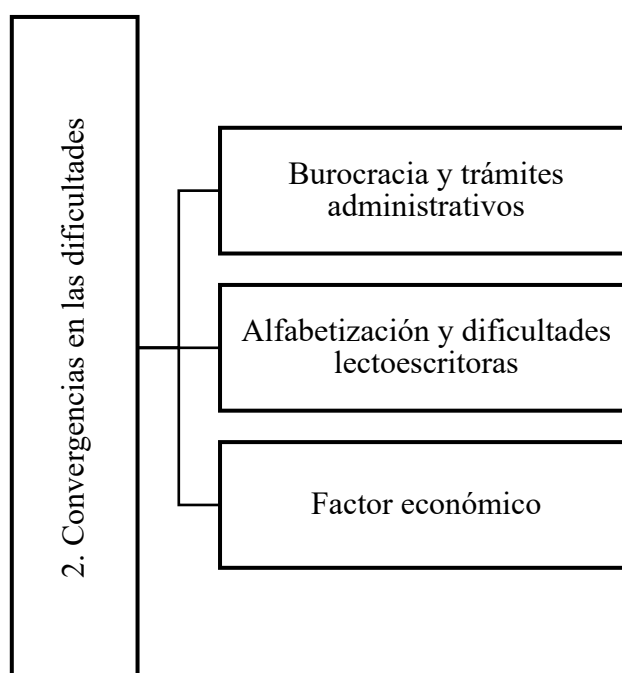 2. Convergencias en las dificultades
Burocracia y trámites
administrativos
Alfabetización y dificultades
lectoescritoras
Factor económico